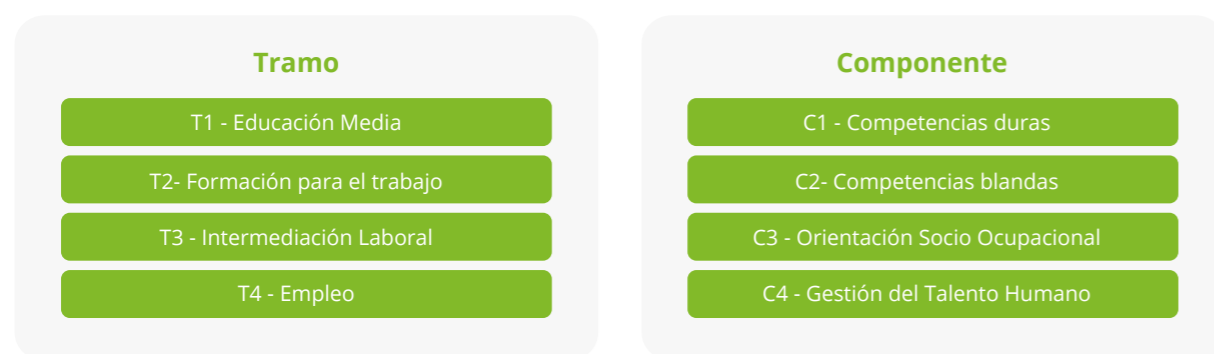 Tramo
T1 - Educación Media
T2- Formación para el trabajo
T3 - Intermediación Laboral
T4 - Empleo
Componente
C1 - Competencias duras
C2- Competencias blandas
C3 - Orientación Socio Ocupacional
C4 - Gestión del Talento Humano